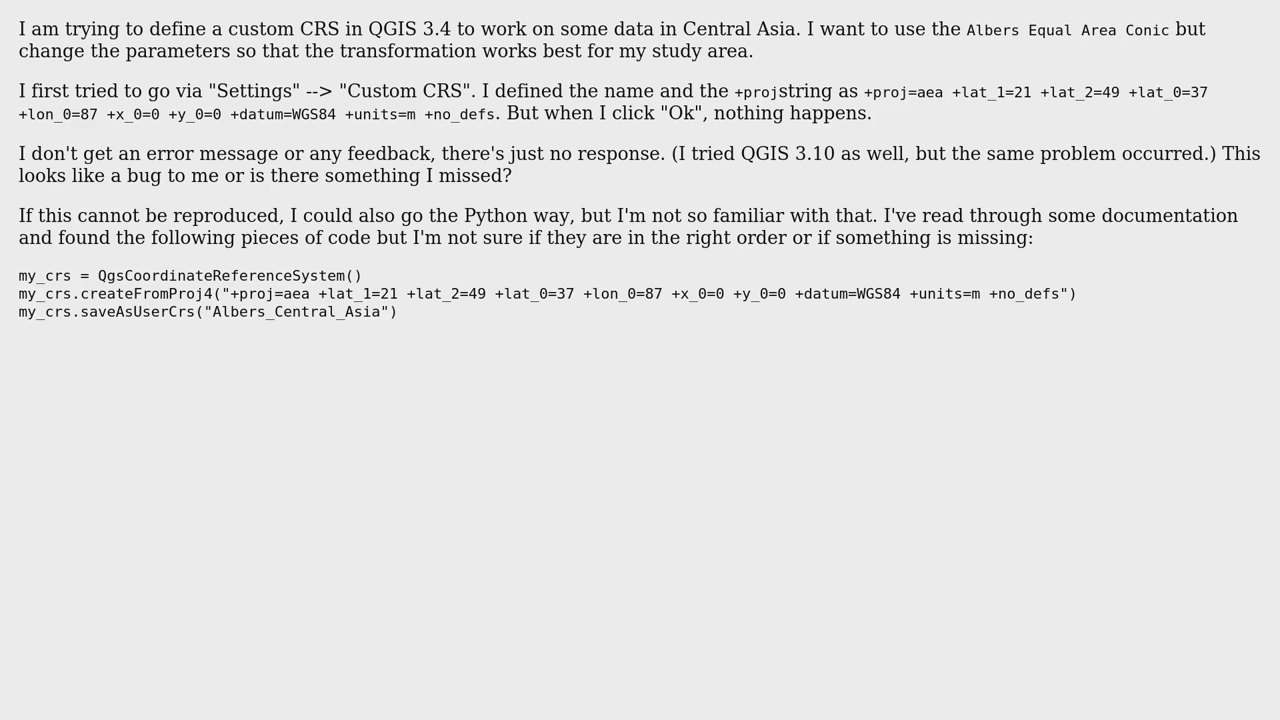 I am trying to define a custom CRS in QGIS 3.4 to work on some data in Central Asia. I want to use the Albers Equal Area Conic but
change the parameters so that the transformation works best for my study area.
I first tried to go via "Settings" --> "Custom CRS". I defined the name and the +projstring as +proj=aea +lat_1=21 +lat_2=49 +lat_0=37
+lon_0=87 +x_0=0 +y_0=0 +datum=WGS84 +units=m +no_defs. But when I click "Ok", nothing happens.
I don't get an error message or any feedback, there's just no response. (I tried QGIS 3.10 as well, but the same problem occurred.) This
looks like a bug to me or is there something I missed?
If this cannot be reproduced, I could also go the Python way, but I'm not so familiar with that. I've read through some documentation
and found the following pieces of code but I'm not sure if they are in the right order or if something is missing:
my_crs = QgsCoordinateReferenceSystem()
my_crs.createFromProj4("+proj=aea +lat_1=21 +lat_2=49 +lat_0=37 +lon_0=87 +x_0=0 +y_0=0 +datum=WGS84 +units=m +no_defs")
my_crs.saveAsUserCrs("Albers_Central_Asia")